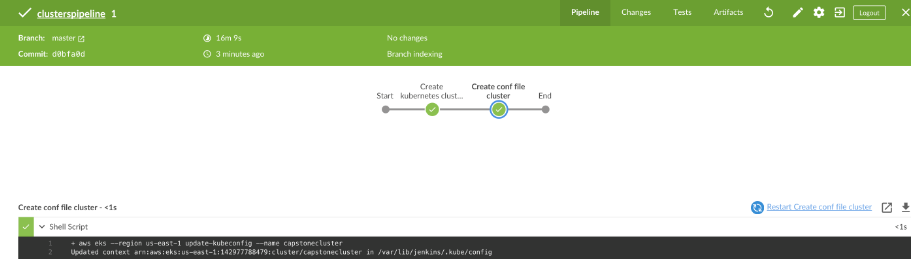 clusterspipeline 1
Pipeline Changes Tests Artifacts Logout
Branch: master 16m 9s No changes
Commit: d0bfa0d 3 minutes ago Branch indexing
Create Create conf file
Start kubernetes clust... cluster End
Create conf file cluster - <1s Restart Create conf file cluster
Shell Script <1s
1 + aws eks --region us-east-1 update-kubeconfig --name capstonecluster
2 Updated context arn:aws:eks:us-east-1:142977788479:cluster/capstonecluster in /var/lib/jenkins/.kube/config